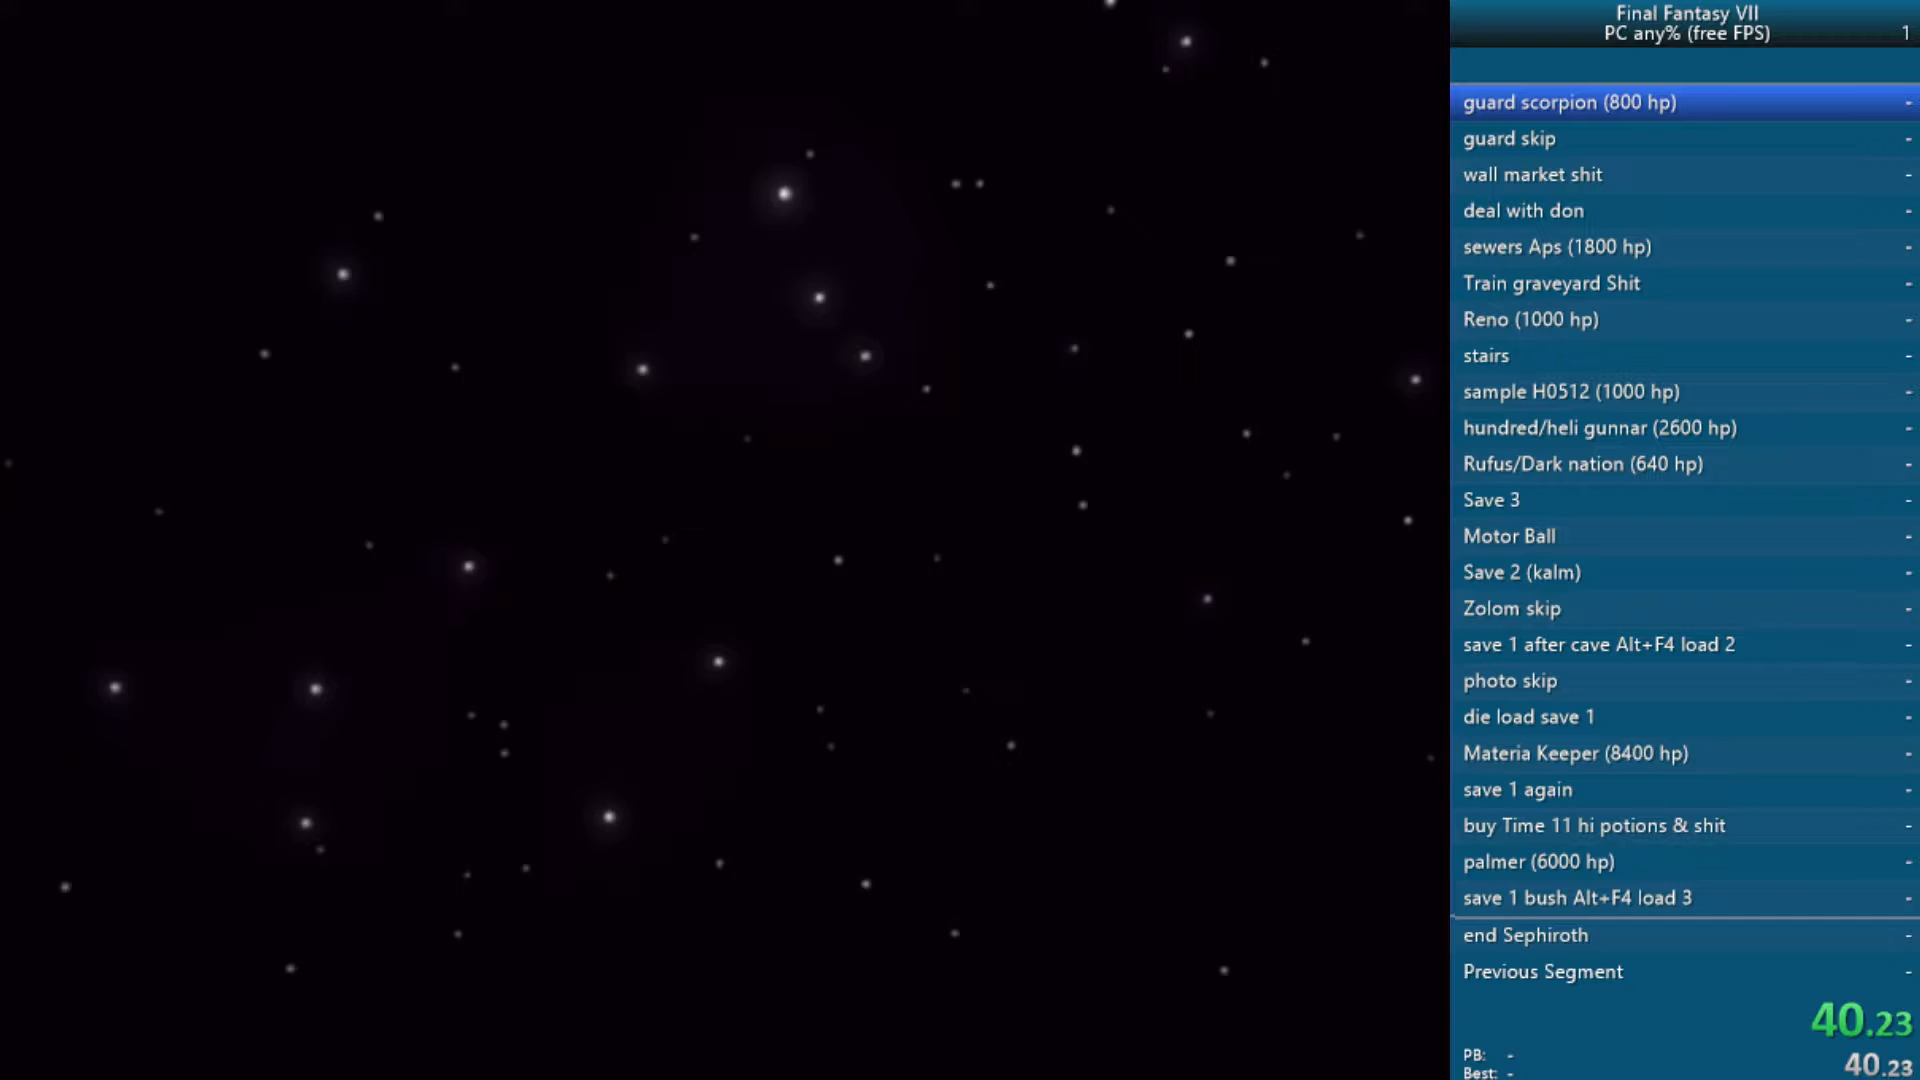 Final Fantasy VII
PC any% (free FPS) 1
guard scorpion (800 hp) -
guard skip -
wall market shit -
deal with don -
sewers Aps (1800 hp) -
Train graveyard Shit -
Reno (1000 hp) -
stairs -
sample H0512 (1000 hp) -
hundred/heli gunnar (2600 hp) -
Rufus/Dark nation (640 hp) -
Save 3 -
Motor Ball -
Save 2 (kalm) -
Zolom skip -
save 1 after cave Alt+F4 load 2 -
photo skip -
die load save 1 -
Materia Keeper (8400 hp) -
save 1 again -
buy Time 11 hi potions & shit -
palmer (6000 hp) -
save 1 bush Alt+F4 load 3 -
end Sephiroth -
Previous Segment -
40.23
PB: -
Best: -
40.23